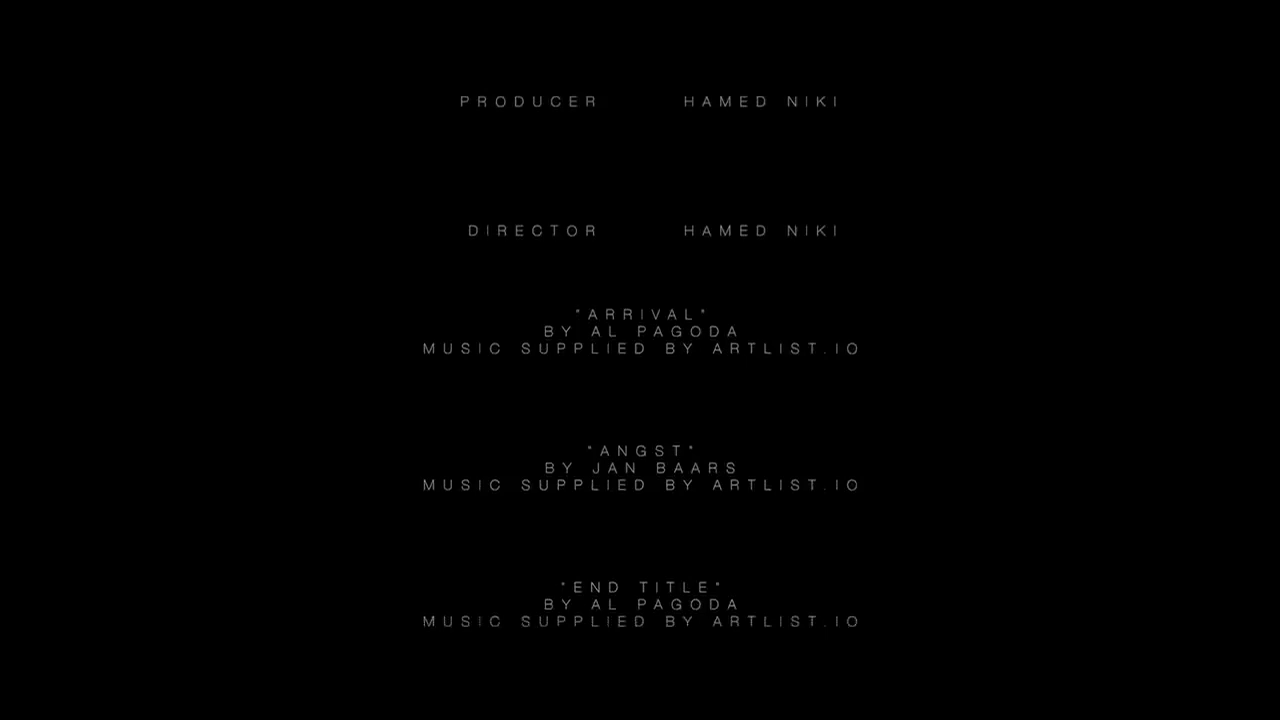 PRODUCER HAMED NIKI
DIRECTOR HAMED NIKI
"ARRIVAL"
BY AL PAGODA
MUSIC SUPPLIED BY ARTLIST.IO
"ANGST"
BY JAN BAARS
MUSIC SUPPLIED BY ARTLIST.IO
"END TITLE"
BY AL PAGODA
MUSIC SUPPLIED BY ARTLIST.IO